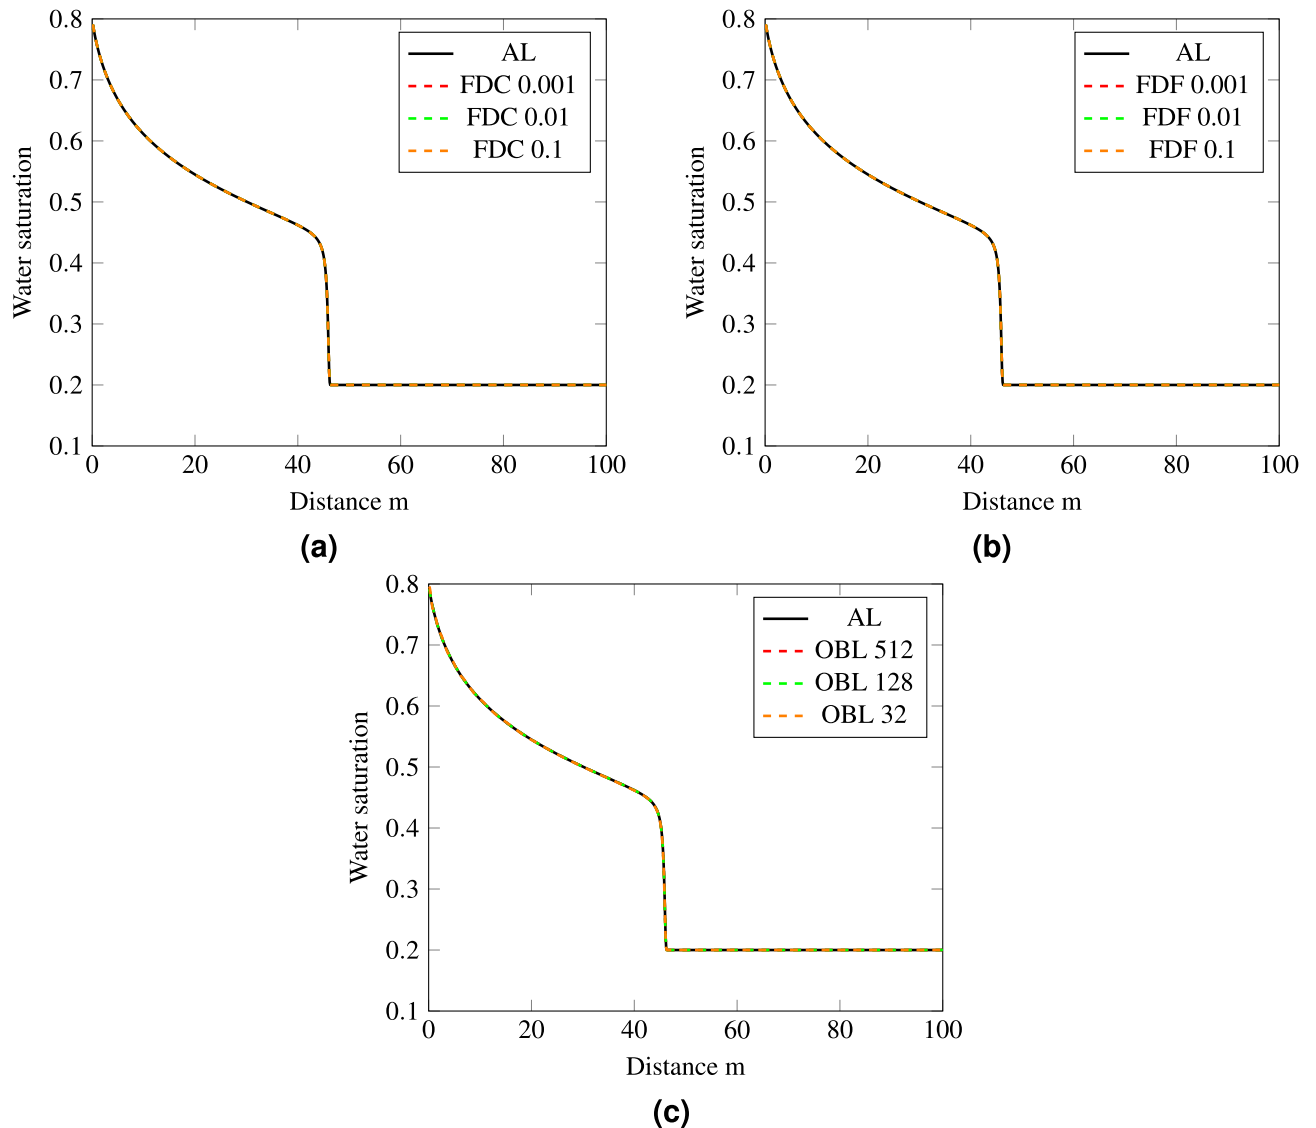 0.8
0.7
0.6
0.5
0.4
0.3
0.2
0.1
0 20 40 60 80 100
Water saturation
Distance m
AL
FDC 0.001
FDC 0.01
FDC 0.1
(a)
0.8
0.7
0.6
0.5
0.4
0.3
0.2
0.1
0 20 40 60 80 100
Water saturation
Distance m
AL
FDF 0.001
FDF 0.01
FDF 0.1
(b)
0.8
0.7
0.6
0.5
0.4
0.3
0.2
0.1
0 20 40 60 80 100
Water saturation
Distance m
AL
OBL 512
OBL 128
OBL 32
(c)